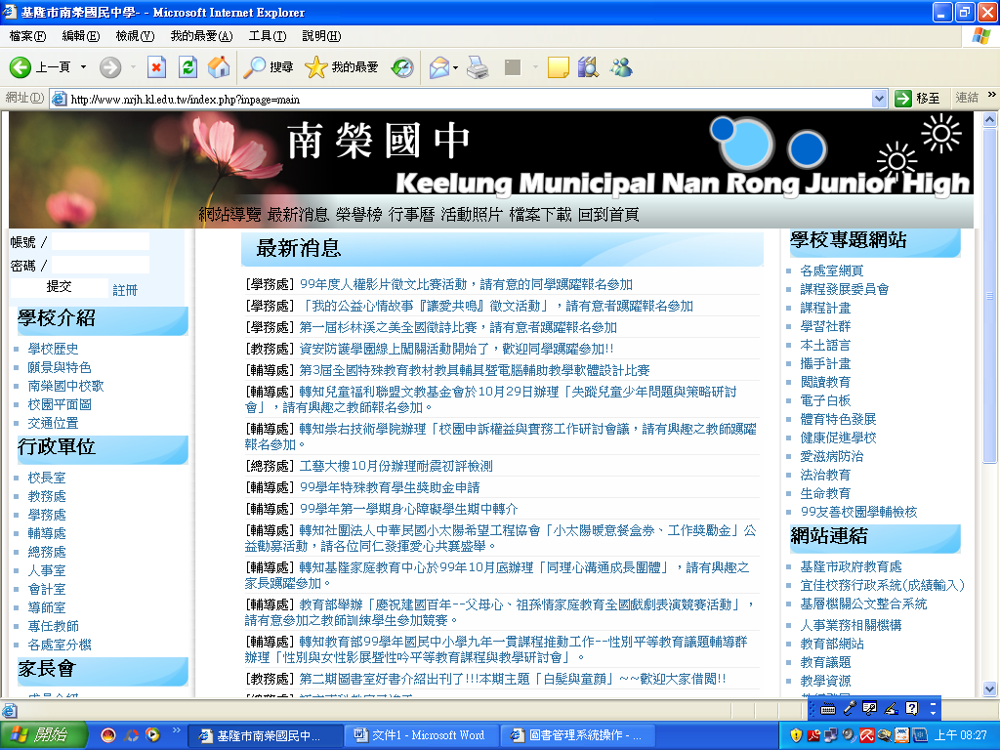 基隆市南榮國民中學- - Microsoft Internet Explorer
檔案(F) 編輯(E) 檢視(V) 我的最愛(A) 工具(T) 說明(H)
上一頁 搜尋 我的最愛
網址(D) http://www.nrjh.kl.edu.tw/index.php?inpage=main 移至 連結 »
南榮國中
Keelung Municipal Nan Rong Junior High
網站導覽 最新消息 榮譽榜 行事曆 活動照片 檔案下載 回到首頁
帳號 /
密碼 /
提交 註冊
學校介紹
學校歷史
願景與特色
南榮國中校歌
校園平面圖
交通位置
行政單位
校長室
教務處
學務處
輔導處
總務處
人事室
會計室
導師室
專任教師
各處室分機
家長會
最新消息
[學務處] 99年度人權影片徵文比賽活動，請有意的同學踴躍報名參加
[學務處] 「我的公益心情故事『讓愛共鳴』徵文活動」，請有意者踴躍報名參加
[學務處] 第一屆杉林溪之美全國徵詩比賽，請有意者踴躍報名參加
[教務處] 資安防護學園線上闖關活動開始了，歡迎同學踴躍參加!!
[輔導處] 第3屆全國特殊教育教材教具輔具暨電腦輔助教學軟體設計比賽
[輔導處] 轉知兒童福利聯盟文教基金會於10月29日辦理「失蹤兒童少年問題與策略研討
會」，請有興趣之教師報名參加。
[輔導處] 轉知崇右技術學院辦理「校園申訴權益與實務工作研討會議，請有興趣之教師踴躍
報名參加。
[總務處] 工藝大樓10月份辦理耐震初評檢測
[輔導處] 99學年特殊教育學生獎助金申請
[輔導處] 99學年第一學期身心障礙學生期中轉介
[輔導處] 轉知社團法人中華民國小太陽希望工程協會「小太陽暖意餐盒券、工作獎勵金」公
益勸募活動，請各位同仁發揮愛心共襄盛舉。
[輔導處] 轉知基隆家庭教育中心於99年10月底辦理「同理心溝通成長團體」，請有興趣之
家長踴躍參加。
[輔導處] 教育部舉辦「慶祝建國百年--父母心、祖孫情家庭教育全國戲劇表演競賽活動」，
請有意參加之教師訓練學生參加競賽。
[輔導處] 轉知教育部99學年國民中小學九年一貫課程推動工作--性別平等教育議題輔導群
辦理「性別與女性影展暨性吟平等教育課程與教學研討會」。
[教務處] 第二期圖書室好書介紹出刊了!!!本期主題「白髮與童顏」~~歡迎大家借閱!!
學校專題網站
各處室網頁
課程發展委員會
課程計畫
學習社群
本土語言
攜手計畫
閱讀教育
電子白板
體育特色發展
健康促進學校
愛滋病防治
法治教育
生命教育
99友善校園學輔檢核
網站連結
基隆市政府教育處
宜佳校務行政系統(成績輸入)
基層機關公文整合系統
人事業務相關機構
教育部網站
教育議題
教學資源
開始 » 基隆市南榮國民中... 文件1 - Microsoft Word 圖書管理系統操作 - ... 上午 08:27